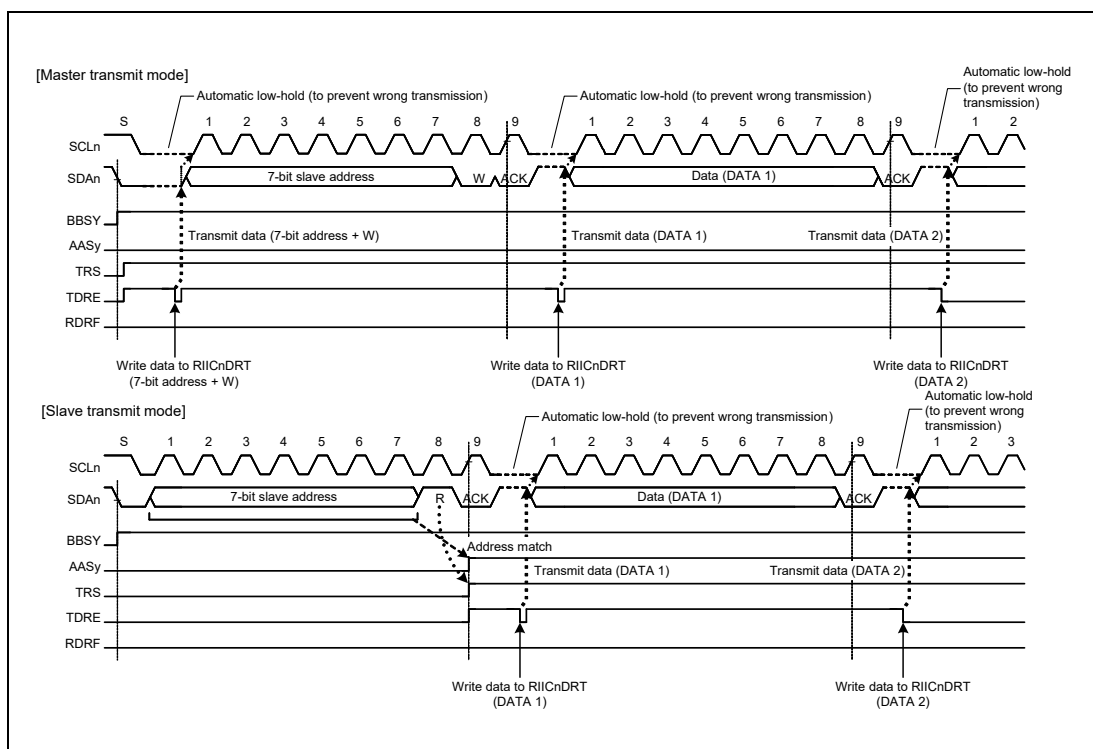 [Master transmit mode]
Automatic low-hold (to prevent wrong transmission)
Automatic low-hold (to prevent wrong transmission)
Automatic low-hold
(to prevent wrong
transmission)
S 1 2 3 4 5 6 7 8 9 1 2 3 4 5 6 7 8 9 1 2
SCLn
SDAn 7-bit slave address W ACK Data (DATA 1) ACK
BBSY
Transmit data (7-bit address + W) Transmit data (DATA 1) Transmit data (DATA 2)
AASy
TRS
TDRE
RDRF
Write data to RIICnDRT
(7-bit address + W)
Write data to RIICnDRT
(DATA 1)
Write data to RIICnDRT
(DATA 2)
[Slave transmit mode]
Automatic low-hold (to prevent wrong transmission)
Automatic low-hold
(to prevent wrong
transmission)
S 1 2 3 4 5 6 7 8 9 1 2 3 4 5 6 7 8 9 1 2 3
SCLn
SDAn 7-bit slave address R ACK Data (DATA 1) ACK
BBSY
Address match
AASy
Transmit data (DATA 1) Transmit data (DATA 2)
TRS
TDRE
RDRF
Write data to RIICnDRT
(DATA 1)
Write data to RIICnDRT
(DATA 2)